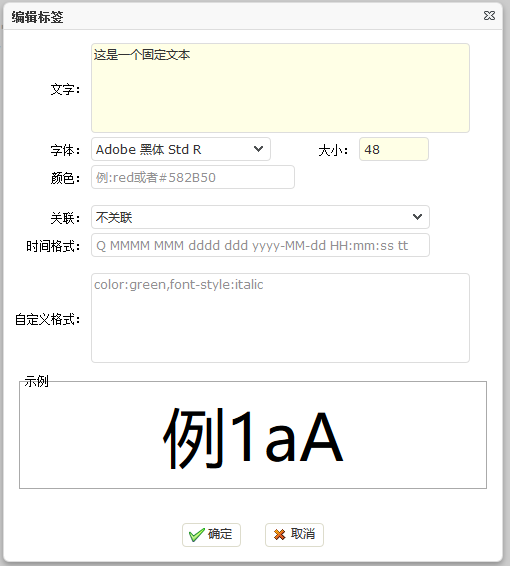 编辑标签
文字： 这是一个固定文本
字体： Adobe 黑体 Std R 大小： 48
颜色： 例:red或者#582B50
关联： 不关联
时间格式： Q MMMM MMM dddd ddd yyyy-MM-dd HH:mm:ss tt
自定义格式： color:green,font-style:italic
示例
例1aA
确定 取消